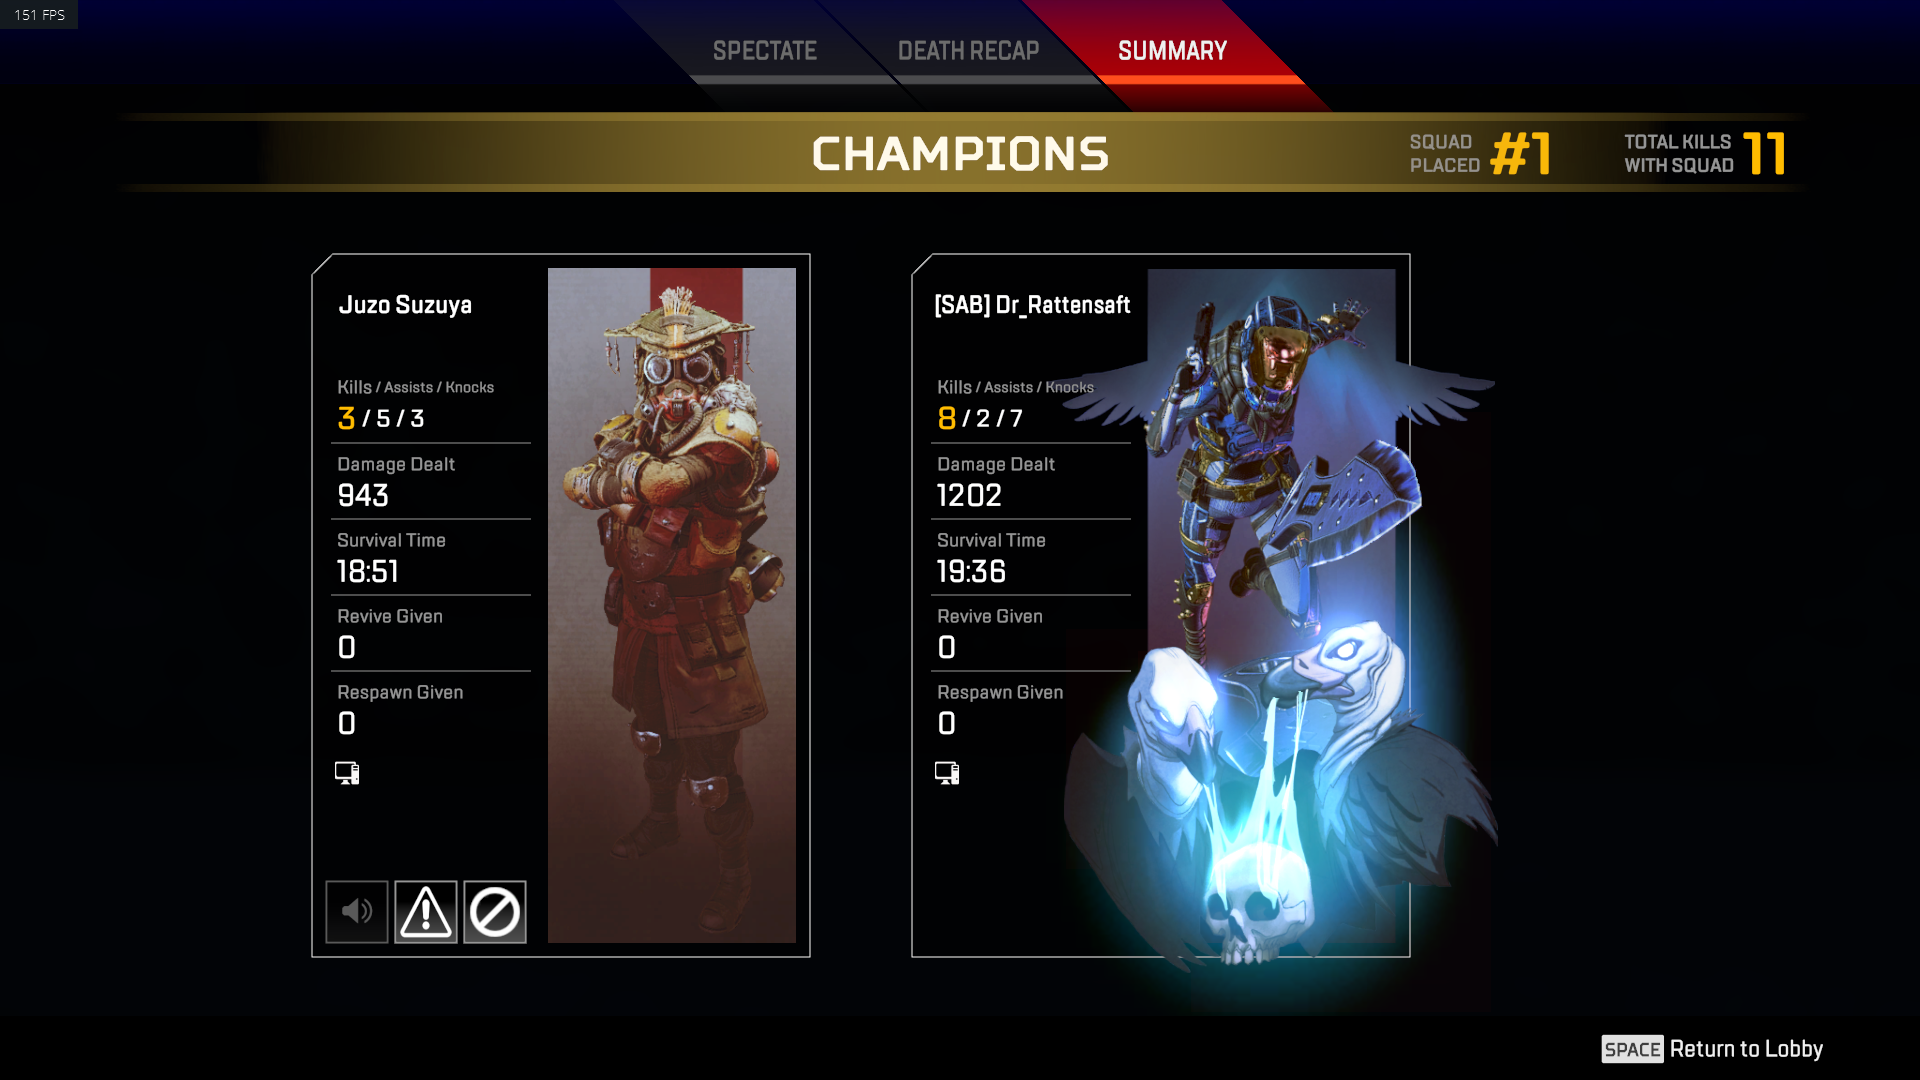 151 FPS
SPECTATE
DEATH RECAP
SUMMARY
CHAMPIONS
SQUAD
PLACED
#1
TOTAL KILLS
WITH SQUAD
11
Juzo Suzuya
Kills / Assists / Knocks
3 / 5 / 3
Damage Dealt
943
Survival Time
18:51
Revive Given
0
Respawn Given
0
[SAB] Dr_Rattensaft
Kills / Assists / Knocks
8 / 2 / 7
Damage Dealt
1202
Survival Time
19:36
Revive Given
0
Respawn Given
0
SPACE Return to Lobby